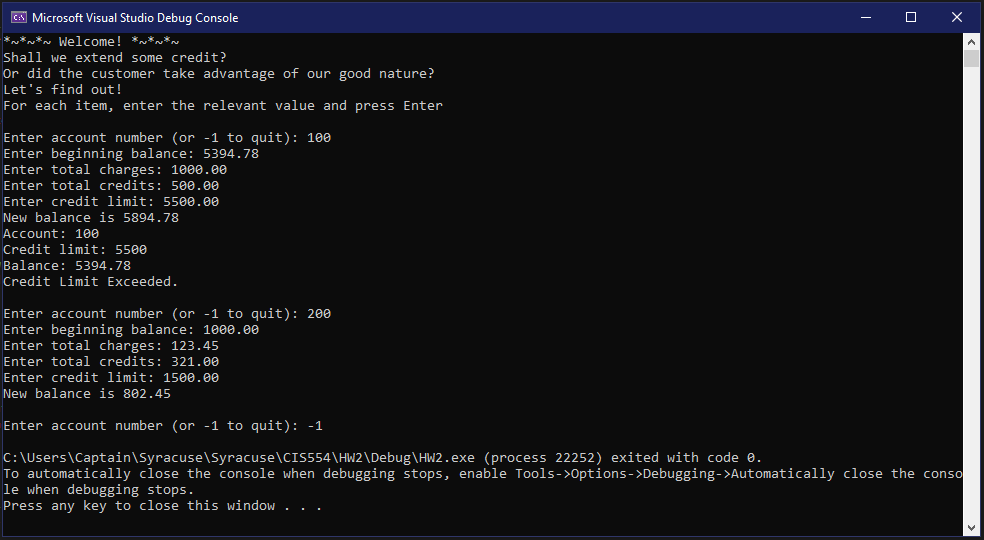 Microsoft Visual Studio Debug Console
*~*~*~ Welcome! *~*~*~
Shall we extend some credit?
Or did the customer take advantage of our good nature?
Let's find out!
For each item, enter the relevant value and press Enter
Enter account number (or -1 to quit): 100
Enter beginning balance: 5394.78
Enter total charges: 1000.00
Enter total credits: 500.00
Enter credit limit: 5500.00
New balance is 5894.78
Account: 100
Credit limit: 5500
Balance: 5394.78
Credit Limit Exceeded.
Enter account number (or -1 to quit): 200
Enter beginning balance: 1000.00
Enter total charges: 123.45
Enter total credits: 321.00
Enter credit limit: 1500.00
New balance is 802.45
Enter account number (or -1 to quit): -1
C:\Users\Captain\Syracuse\Syracuse\CIS554\HW2\Debug\HW2.exe (process 22252) exited with code 0.
To automatically close the console when debugging stops, enable Tools->Options->Debugging->Automatically close the conso
le when debugging stops.
Press any key to close this window . . .